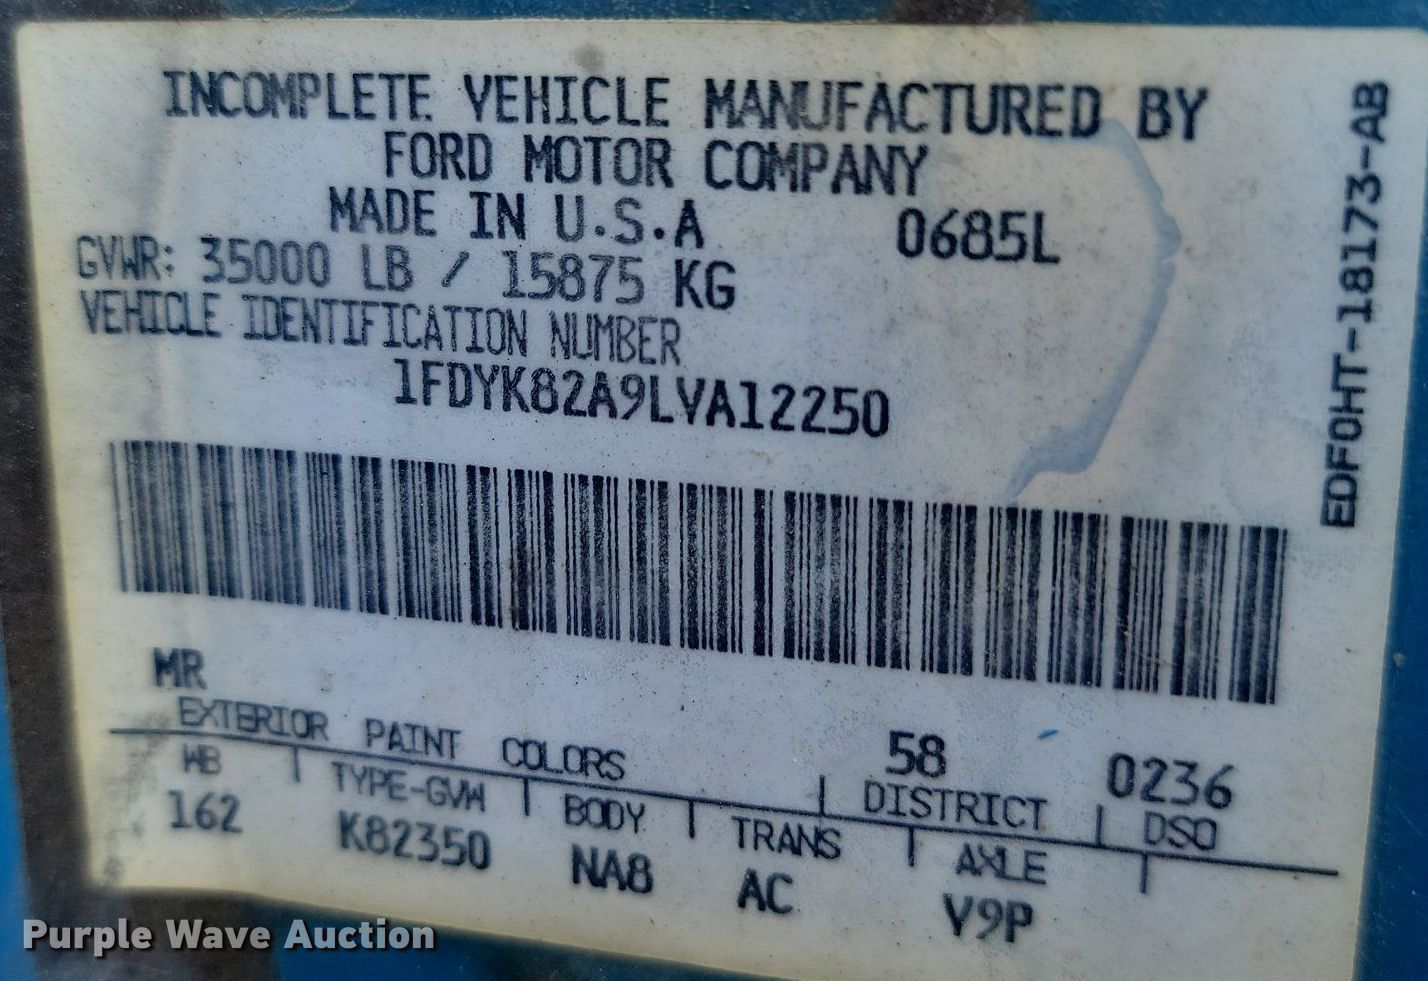 INCOMPLETE VEHICLE MANUFACTURED BY
FORD MOTOR COMPANY
MADE IN U.S.A 0685L
GVWR: 35000 LB / 15875 KG
VEHICLE IDENTIFICATION NUMBER
1FDYK82A9LVA12250
EDF0HT-18173-AB
MR 58 0236
EXTERIOR PAINT COLORS DISTRICT DSO
WB TYPE-GVW BODY TRANS AXLE
162 K82350 NA8 AC V9P
Purple Wave Auction